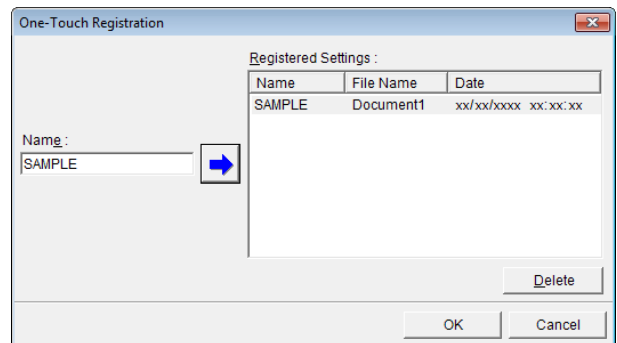 One-Touch Registration
Registered Settings :
Name File Name Date
SAMPLE Document1 xx/xx/xxxx xx:xx:xx
Name :
SAMPLE
Delete
OK Cancel